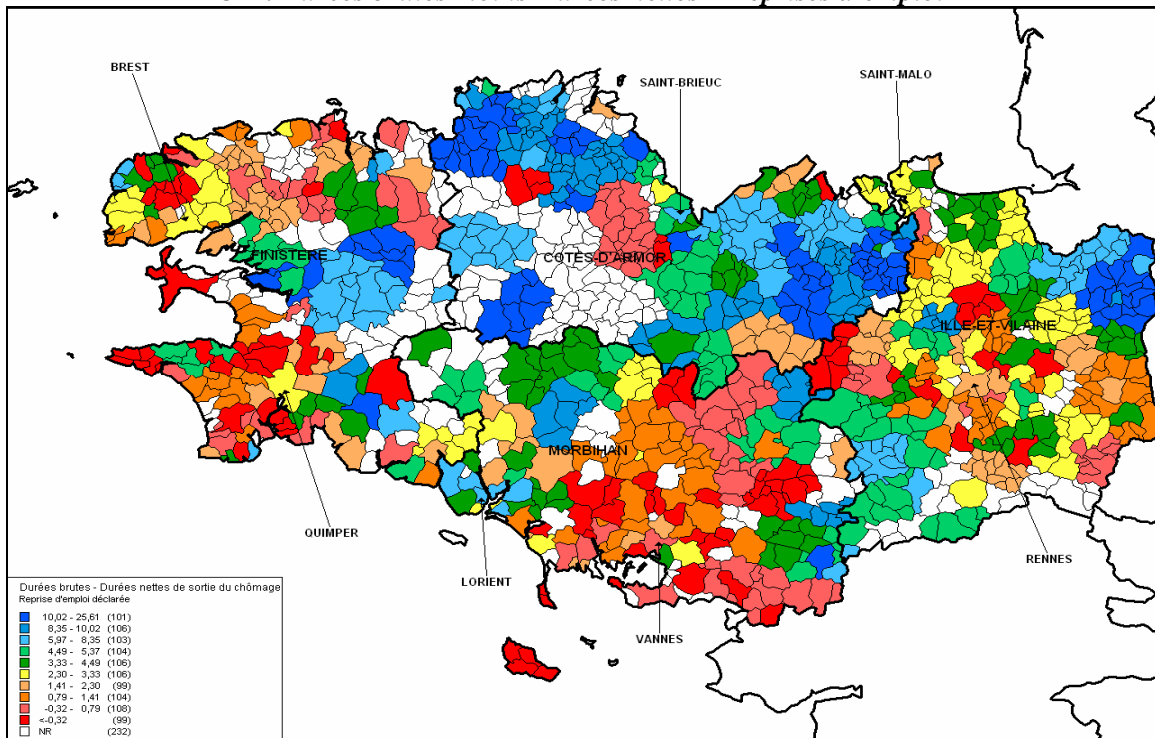 BREST
SAINT-BRIEUC
SAINT-MALO
FINISTERE
COTES-D'ARMOR
ILLE-ET-VILAINE
MORBIHAN
QUIMPER
LORIENT
VANNES
RENNES
Durées brutes - Durées nettes de sortie du chômage
Reprise d'emploi déclarée
10,02 - 25,61 (101)
8,35 - 10,02 (106)
5,97 - 8,35 (103)
4,49 - 5,37 (104)
3,33 - 4,49 (106)
2,30 - 3,33 (106)
1,41 - 2,30 (99)
0,79 - 1,41 (104)
-0,32 - 0,79 (108)
<-0,32 (99)
NR (232)